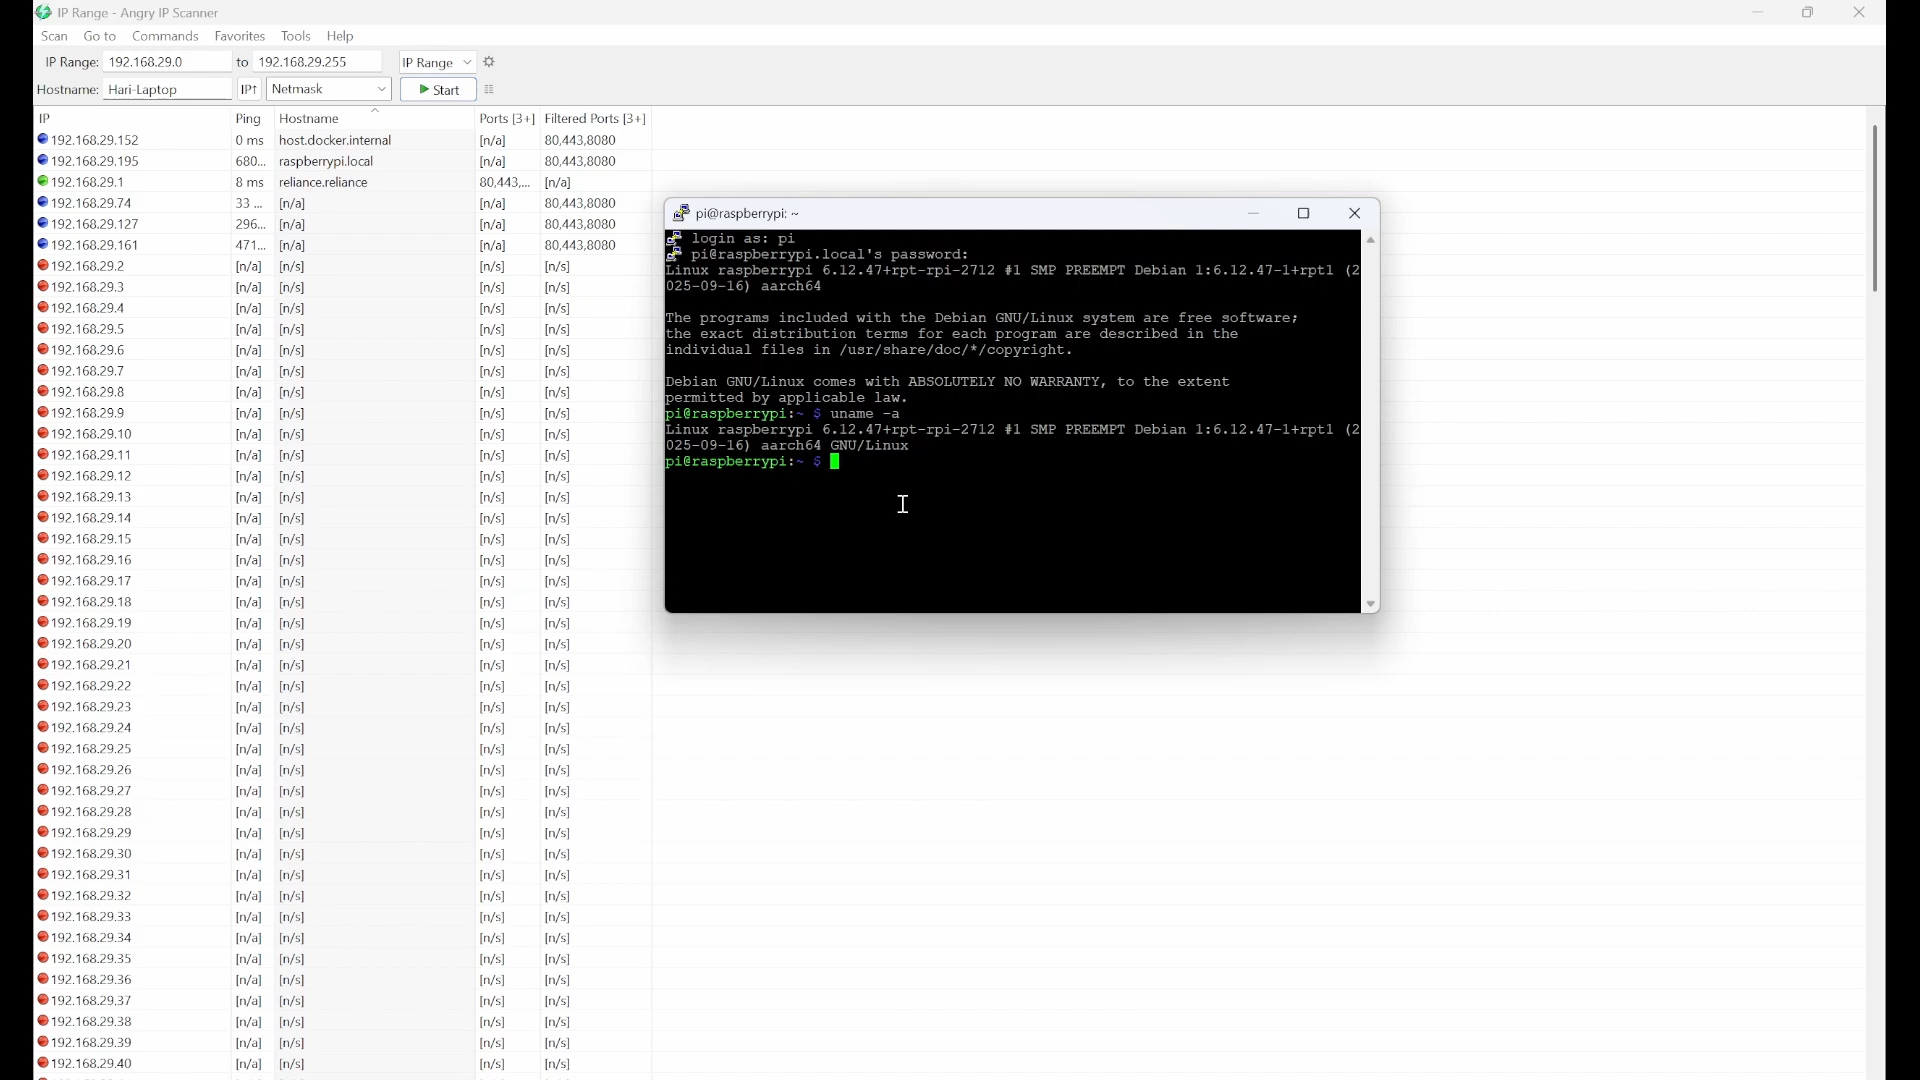 IP Range - Angry IP Scanner
Scan Go to Commands Favorites Tools Help
IP Range: 192.168.29.0 to 192.168.29.255 IP Range
Hostname: Hari-Laptop IP↑ Netmask Start
IP Ping Hostname Ports [3+] Filtered Ports [3+]
192.168.29.152 0 ms host.docker.internal [n/a] 80,443,8080
192.168.29.195 680... raspberrypi.local [n/a] 80,443,8080
192.168.29.1 8 ms reliance.reliance 80,443,... [n/a]
192.168.29.74 33 ... [n/a] [n/a] 80,443,8080
192.168.29.127 296... [n/a] [n/a] 80,443,8080
192.168.29.161 471... [n/a] [n/a] 80,443,8080
192.168.29.2 [n/a] [n/s] [n/s] [n/s]
192.168.29.3 [n/a] [n/s] [n/s] [n/s]
192.168.29.4 [n/a] [n/s] [n/s] [n/s]
192.168.29.5 [n/a] [n/s] [n/s] [n/s]
192.168.29.6 [n/a] [n/s] [n/s] [n/s]
192.168.29.7 [n/a] [n/s] [n/s] [n/s]
192.168.29.8 [n/a] [n/s] [n/s] [n/s]
192.168.29.9 [n/a] [n/s] [n/s] [n/s]
192.168.29.10 [n/a] [n/s] [n/s] [n/s]
192.168.29.11 [n/a] [n/s] [n/s] [n/s]
192.168.29.12 [n/a] [n/s] [n/s] [n/s]
192.168.29.13 [n/a] [n/s] [n/s] [n/s]
192.168.29.14 [n/a] [n/s] [n/s] [n/s]
192.168.29.15 [n/a] [n/s] [n/s] [n/s]
192.168.29.16 [n/a] [n/s] [n/s] [n/s]
192.168.29.17 [n/a] [n/s] [n/s] [n/s]
192.168.29.18 [n/a] [n/s] [n/s] [n/s]
192.168.29.19 [n/a] [n/s] [n/s] [n/s]
192.168.29.20 [n/a] [n/s] [n/s] [n/s]
192.168.29.21 [n/a] [n/s] [n/s] [n/s]
192.168.29.22 [n/a] [n/s] [n/s] [n/s]
192.168.29.23 [n/a] [n/s] [n/s] [n/s]
192.168.29.24 [n/a] [n/s] [n/s] [n/s]
192.168.29.25 [n/a] [n/s] [n/s] [n/s]
192.168.29.26 [n/a] [n/s] [n/s] [n/s]
192.168.29.27 [n/a] [n/s] [n/s] [n/s]
192.168.29.28 [n/a] [n/s] [n/s] [n/s]
192.168.29.29 [n/a] [n/s] [n/s] [n/s]
192.168.29.30 [n/a] [n/s] [n/s] [n/s]
192.168.29.31 [n/a] [n/s] [n/s] [n/s]
192.168.29.32 [n/a] [n/s] [n/s] [n/s]
192.168.29.33 [n/a] [n/s] [n/s] [n/s]
192.168.29.34 [n/a] [n/s] [n/s] [n/s]
192.168.29.35 [n/a] [n/s] [n/s] [n/s]
192.168.29.36 [n/a] [n/s] [n/s] [n/s]
192.168.29.37 [n/a] [n/s] [n/s] [n/s]
192.168.29.38 [n/a] [n/s] [n/s] [n/s]
192.168.29.39 [n/a] [n/s] [n/s] [n/s]
192.168.29.40 [n/a] [n/s] [n/s] [n/s]
pi@raspberrypi: ~
login as: pi
pi@raspberrypi.local's password:
Linux raspberrypi 6.12.47+rpt-rpi-2712 #1 SMP PREEMPT Debian 1:6.12.47-1+rpt1 (2
025-09-16) aarch64
The programs included with the Debian GNU/Linux system are free software;
the exact distribution terms for each program are described in the
individual files in /usr/share/doc/*/copyright.
Debian GNU/Linux comes with ABSOLUTELY NO WARRANTY, to the extent
permitted by applicable law.
pi@raspberrypi:~ $ uname -a
Linux raspberrypi 6.12.47+rpt-rpi-2712 #1 SMP PREEMPT Debian 1:6.12.47-1+rpt1 (2
025-09-16) aarch64 GNU/Linux
pi@raspberrypi:~ $